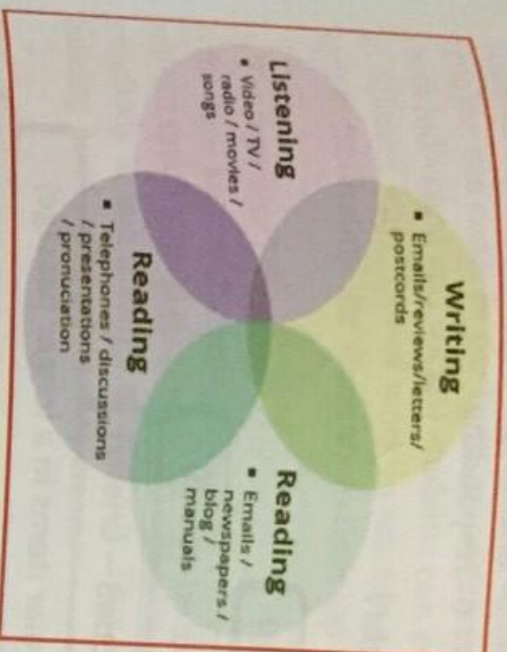 Writing
▪ Emails/reviews/letters/
postcords
Listening
▪ Video / TV /
radio / movies /
songs
Reading
▪ Emails /
newspapers /
blog /
manuals
Reading
▪ Telephones / discussions
/ presentations
/ pronuciation